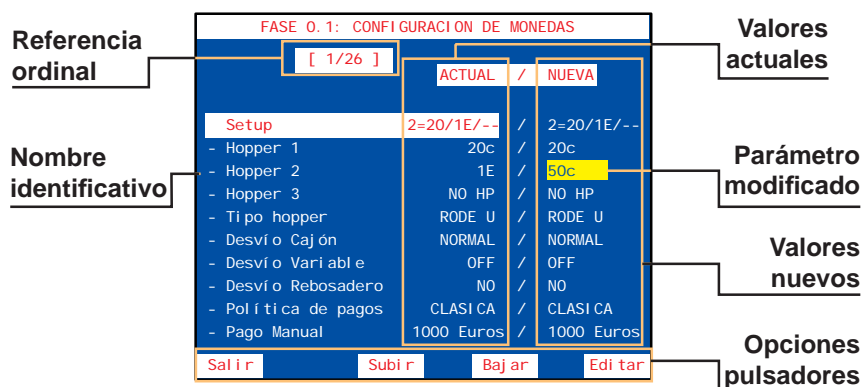 FASE 0.1: CONFIGURACION DE MONEDAS
Referencia
ordinal
[ 1/26 ]
Valores
actuales
ACTUAL / NUEVA
Setup 2=20/1E/-- / 2=20/1E/--
Nombre
identificativo
- Hopper 1 20c / 20c
- Hopper 2 1E / 50c
- Hopper 3 NO HP / NO HP
- Tipo hopper RODE U / RODE U
- Desvío Cajón NORMAL / NORMAL
- Desvío Variable OFF / OFF
- Desvío Rebosadero NO / NO
- Política de pagos CLASICA / CLASICA
- Pago Manual 1000 Euros / 1000 Euros
Parámetro
modificado
Valores
nuevos
Salir Subir Bajar Editar
Opciones
pulsadores